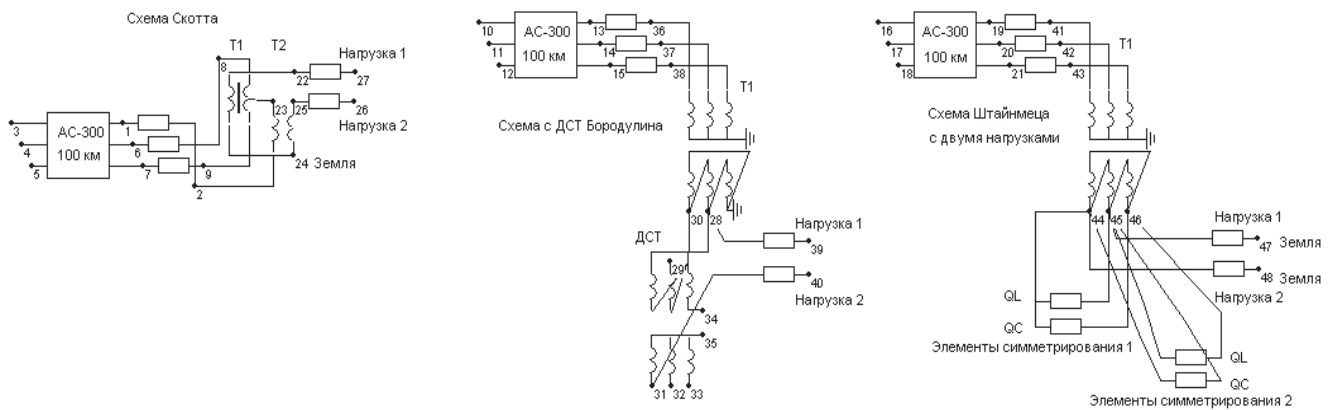 Схема Скотта
Т1 Т2
8
Нагрузка 1
22 27
23 25 26
Нагрузка 2
24 Земля
АС-300
100 км
3
4
5
1
6
7 9
2
10
11
12
АС-300
100 км
13 36
14 37
15 38
Т1
Схема с ДСТ Бородулина
30 28
Нагрузка 1
39
ДСТ
29
40
Нагрузка 2
34
35
31 32 33
16
17
18
АС-300
100 км
19 41
20 42
21 43
Т1
Схема Штайнмеца
с двумя нагрузками
44 45 46
Нагрузка 1
47 Земля
48 Земля
Нагрузка 2
QL
QC
Элементы симметрирования 1
QL
QC
Элементы симметрирования 2